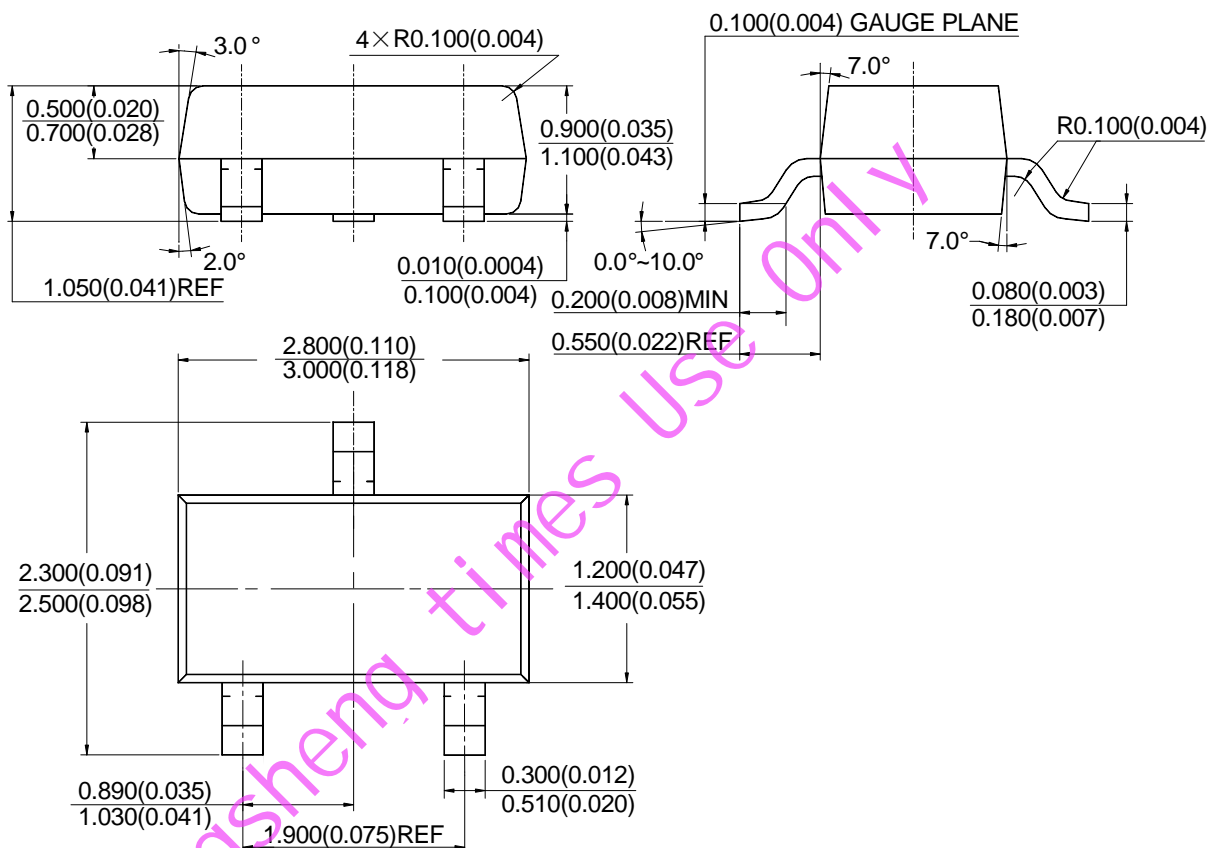 0.100(0.004) GAUGE PLANE
3.0°
4×R0.100(0.004)
7.0°
0.500(0.020)
0.700(0.028)
0.900(0.035)
1.100(0.043)
R0.100(0.004)
2.0°
7.0°
0.0°~10.0°
1.050(0.041)REF
0.010(0.0004)
0.100(0.004)
0.200(0.008)MIN
0.080(0.003)
0.180(0.007)
0.550(0.022)REF
2.800(0.110)
3.000(0.118)
2.300(0.091)
2.500(0.098)
1.200(0.047)
1.400(0.055)
0.890(0.035)
1.030(0.041)
0.300(0.012)
0.510(0.020)
1.900(0.075)REF
gsheng times Use Only